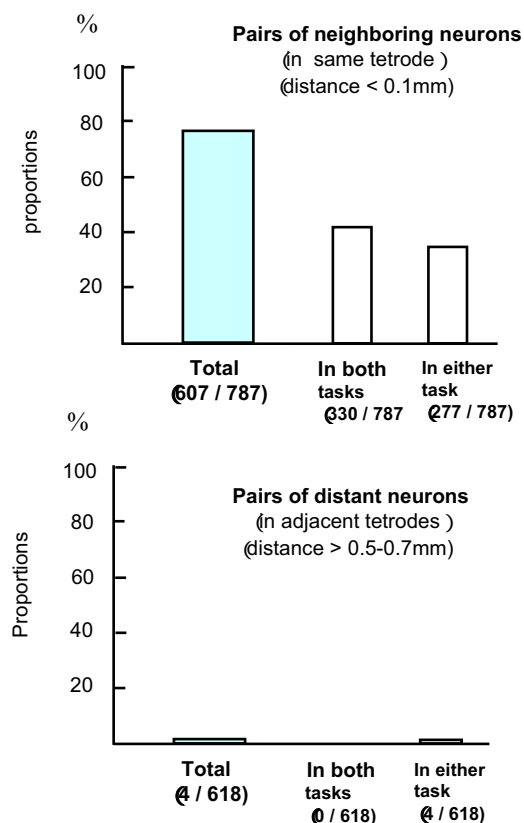 %
Pairs of neighboring neurons
(in same tetrode )
(distance < 0.1mm)
100
80
60
40
20
proportions
Total
(607 / 787)
In both
tasks
(330 / 787
In either
task
(277 / 787)
%
100
80
60
40
20
Proportions
Pairs of distant neurons
(in adjacent tetrodes )
(distance > 0.5-0.7mm)
Total
(4 / 618)
In both
tasks
(0 / 618)
In either
task
(4 / 618)